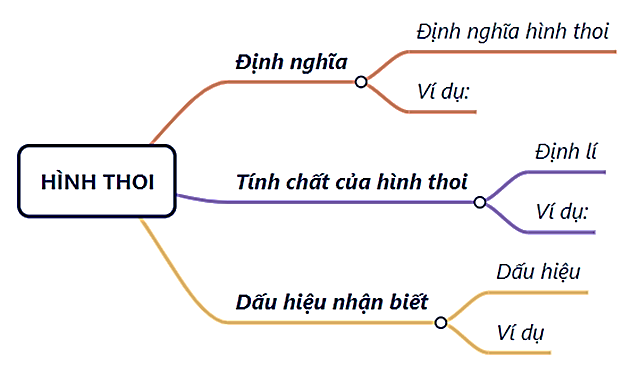 HÌNH THOI
Định nghĩa
Định nghĩa hình thoi
Ví dụ:
Tính chất của hình thoi
Định lí
Ví dụ:
Dấu hiệu nhận biết
Dấu hiệu
Ví dụ